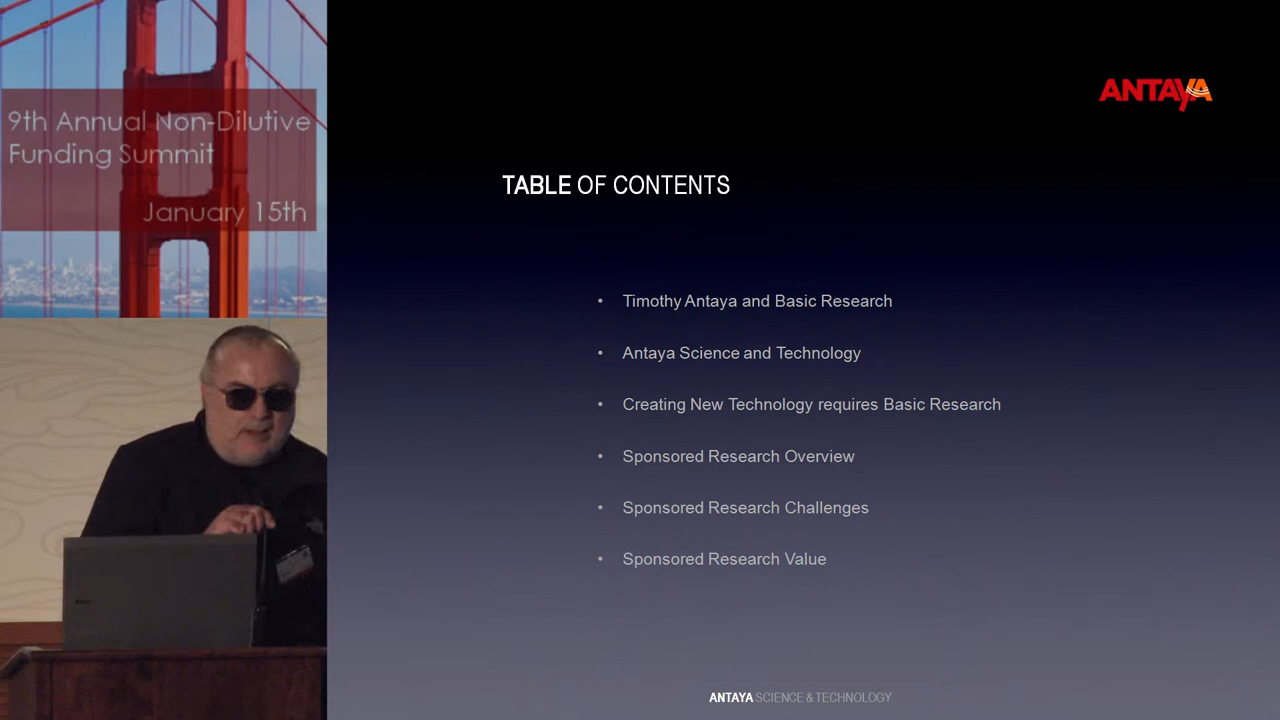 9th Annual Non-Dilutive
Funding Summit
January 15th
ANTAYA
TABLE OF CONTENTS
• Timothy Antaya and Basic Research
• Antaya Science and Technology
• Creating New Technology requires Basic Research
• Sponsored Research Overview
• Sponsored Research Challenges
• Sponsored Research Value
ANTAYA SCIENCE & TECHNOLOGY